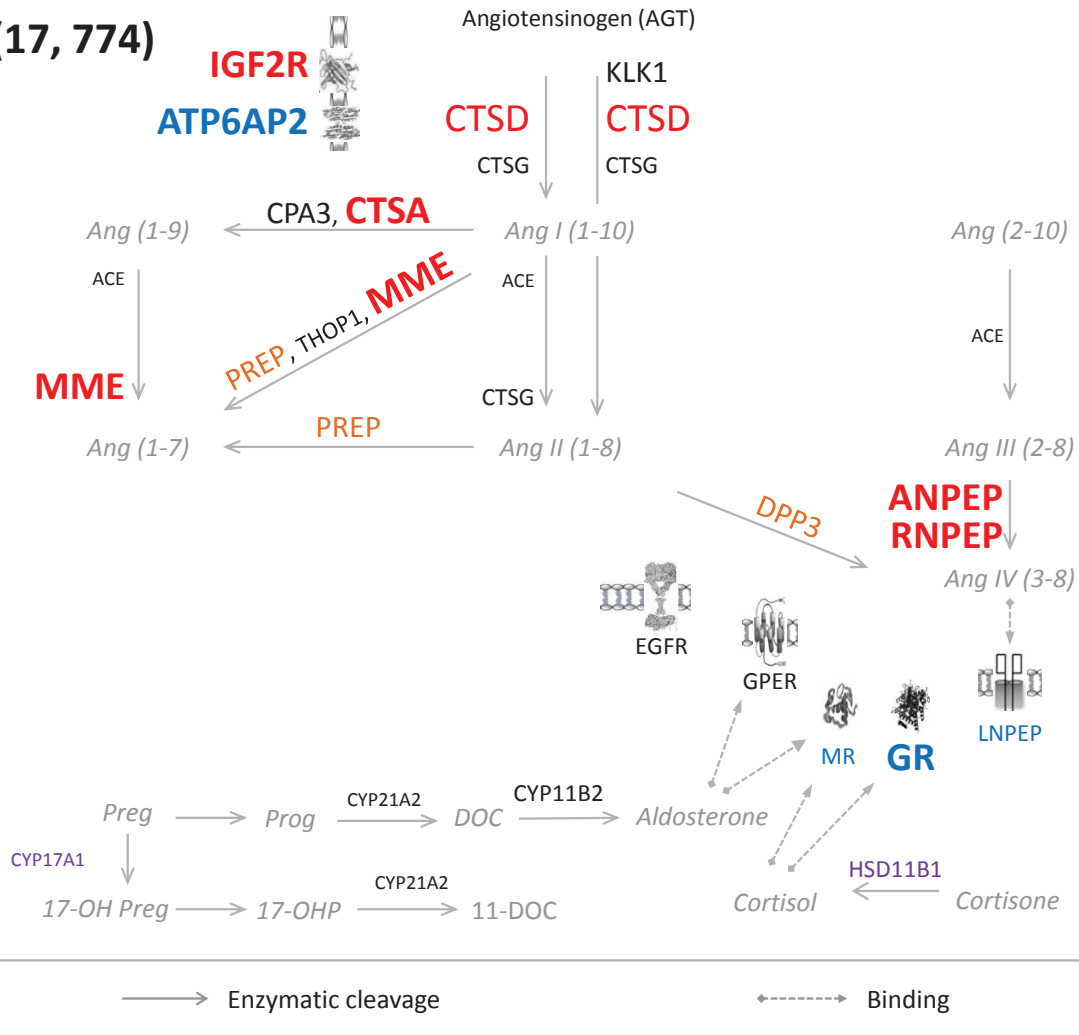 (17, 774)
Angiotensinogen (AGT)
IGF2R
ATP6AP2
KLK1
CTSD
CTSD
CTSG
CTSG
Ang (1-9)
CPA3, CTSA
Ang I (1-10)
Ang (2-10)
ACE
ACE
ACE
PREP, THOP1, MME
MME
CTSG
Ang (1-7)
PREP
Ang II (1-8)
Ang III (2-8)
ANPEP
RNPEP
DPP3
Ang IV (3-8)
EGFR
GPER
MR
GR
LNPEP
Preg
Prog
CYP21A2
DOC
CYP11B2
Aldosterone
CYP17A1
17-OH Preg
17-OHP
CYP21A2
11-DOC
Cortisol
HSD11B1
Cortisone
Enzymatic cleavage
Binding